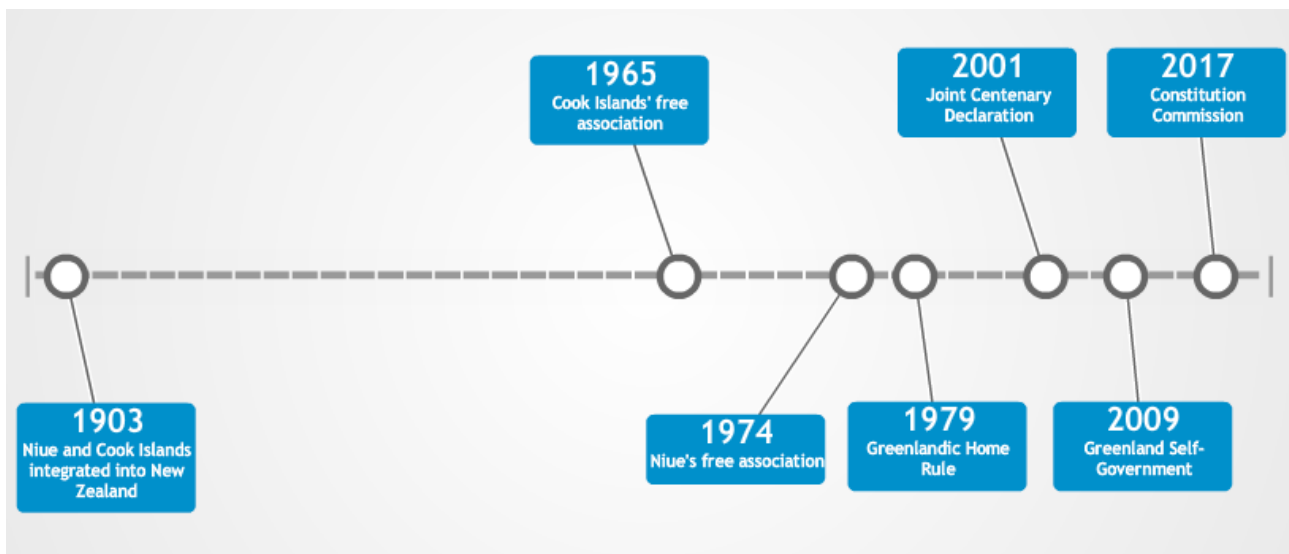 1903
Niue and Cook Islands
integrated into New
Zealand
1965
Cook Islands' free
association
1974
Niue's free association
1979
Greenlandic Home
Rule
2001
Joint Centenary
Declaration
2009
Greenland Self-
Government
2017
Constitution
Commission